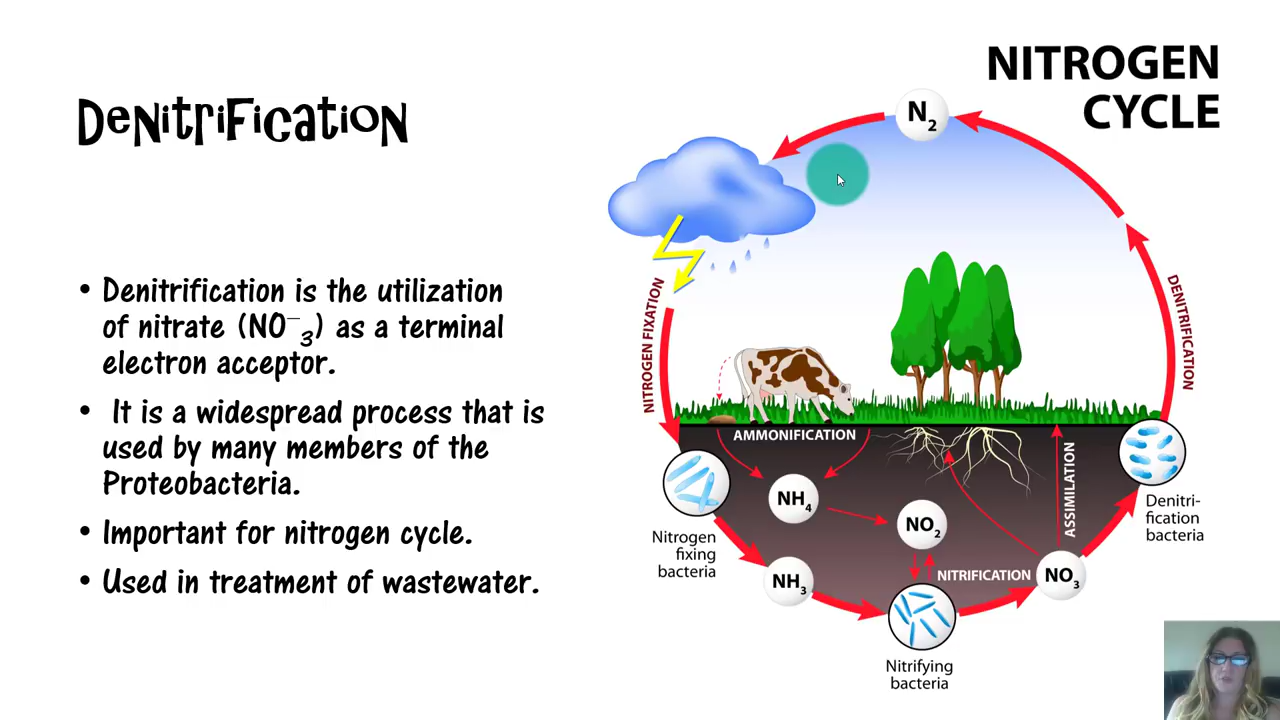 Denitrification
• Denitrification is the utilization
of nitrate (NO⁻₃) as a terminal
electron acceptor.
• It is a widespread process that is
used by many members of the
Proteobacteria.
• Important for nitrogen cycle.
• Used in treatment of wastewater.
NITROGEN
CYCLE
N₂
NITROGEN FIXATION
DENITRIFICATION
AMMONIFICATION
NH₄
NO₂
ASSIMILATION
Nitrogen
fixing
bacteria
NH₃
NITRIFICATION
NO₃
Denitri-
fication
bacteria
Nitrifying
bacteria